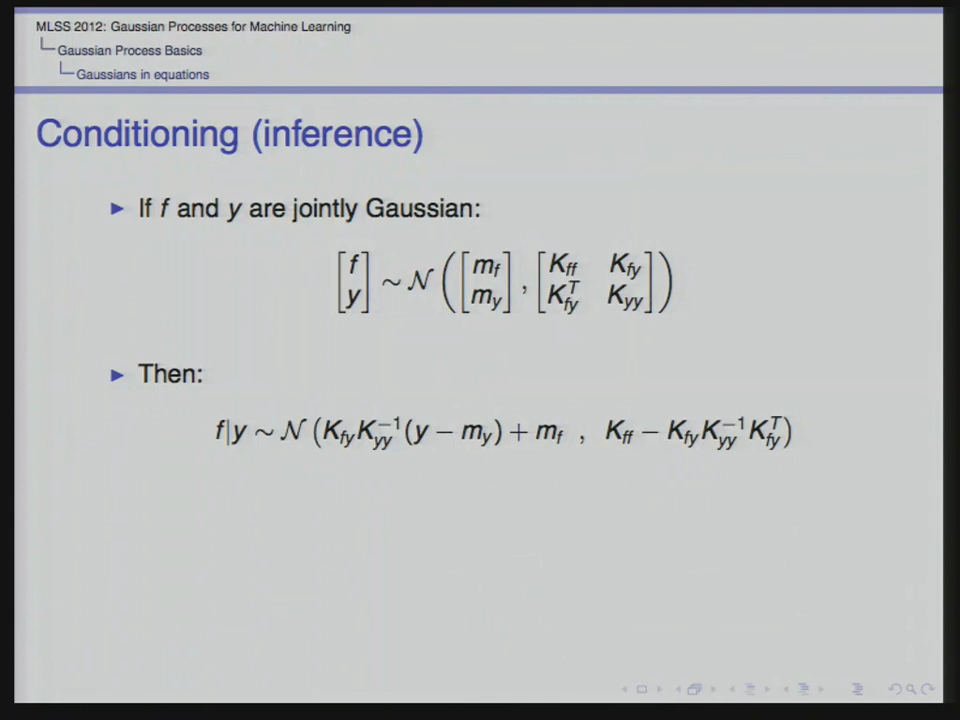 MLSS 2012: Gaussian Processes for Machine Learning
Gaussian Process Basics
Gaussians in equations
Conditioning (inference)
▶ If f and y are jointly Gaussian:
[f; y] ∼ 𝒩([m_f; m_y], [K_ff K_fy; K_fy^T K_yy])
▶ Then:
f|y ∼ 𝒩(K_fy K_yy^−1 (y − m_y) + m_f , K_ff − K_fy K_yy^−1 K_fy^T)